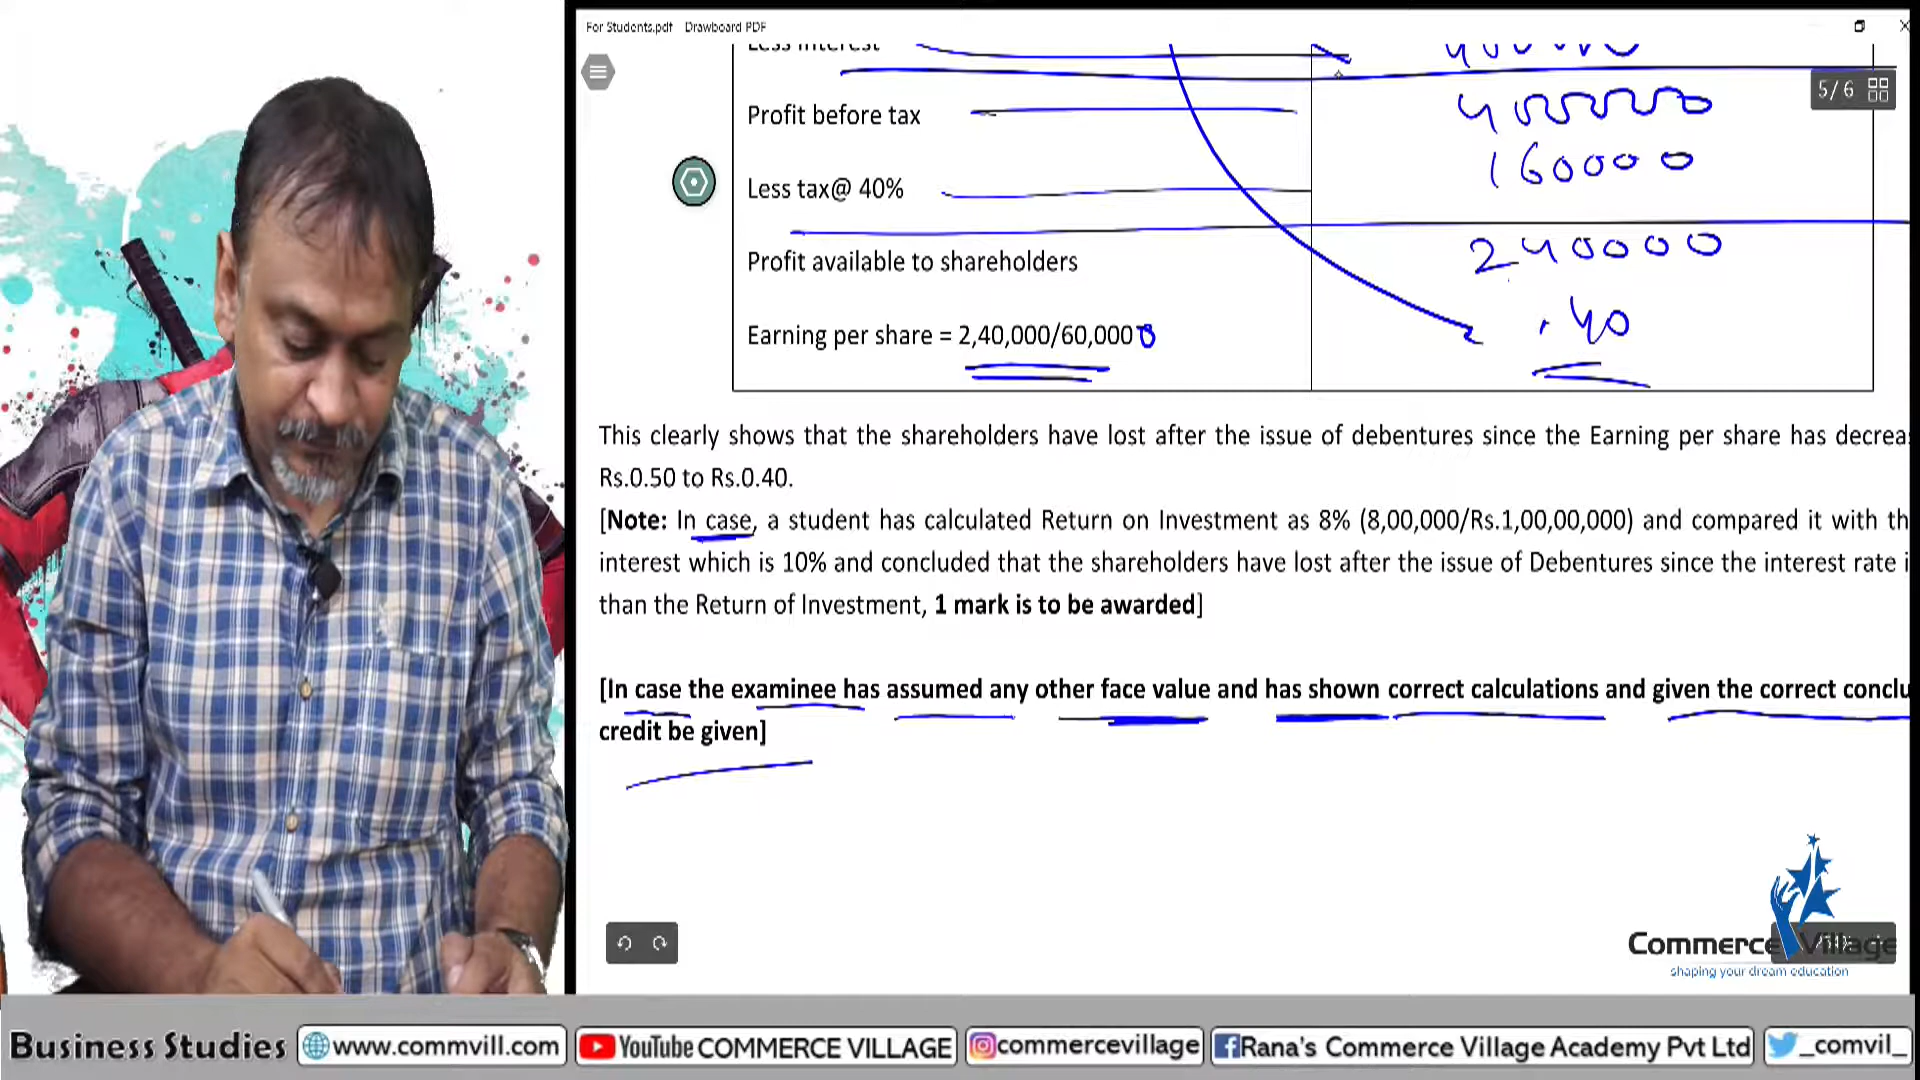 For Students.pdf Drawboard PDF
Less interest 400000
5 / 6
Profit before tax 400000
Less tax@ 40% 160000
Profit available to shareholders 240000
Earning per share = 2,40,000/60,0000 .40
This clearly shows that the shareholders have lost after the issue of debentures since the Earning per share has decrea
Rs.0.50 to Rs.0.40.
[Note: In case, a student has calculated Return on Investment as 8% (8,00,000/Rs.1,00,00,000) and compared it with th
interest which is 10% and concluded that the shareholders have lost after the issue of Debentures since the interest rate i
than the Return of Investment, 1 mark is to be awarded]
[In case the examinee has assumed any other face value and has shown correct calculations and given the correct conclu
credit be given]
Commerce Village
shaping your dream education
Business Studies www.commvill.com YouTube COMMERCE VILLAGE commercevillage Rana's Commerce Village Academy Pvt Ltd _comvil_